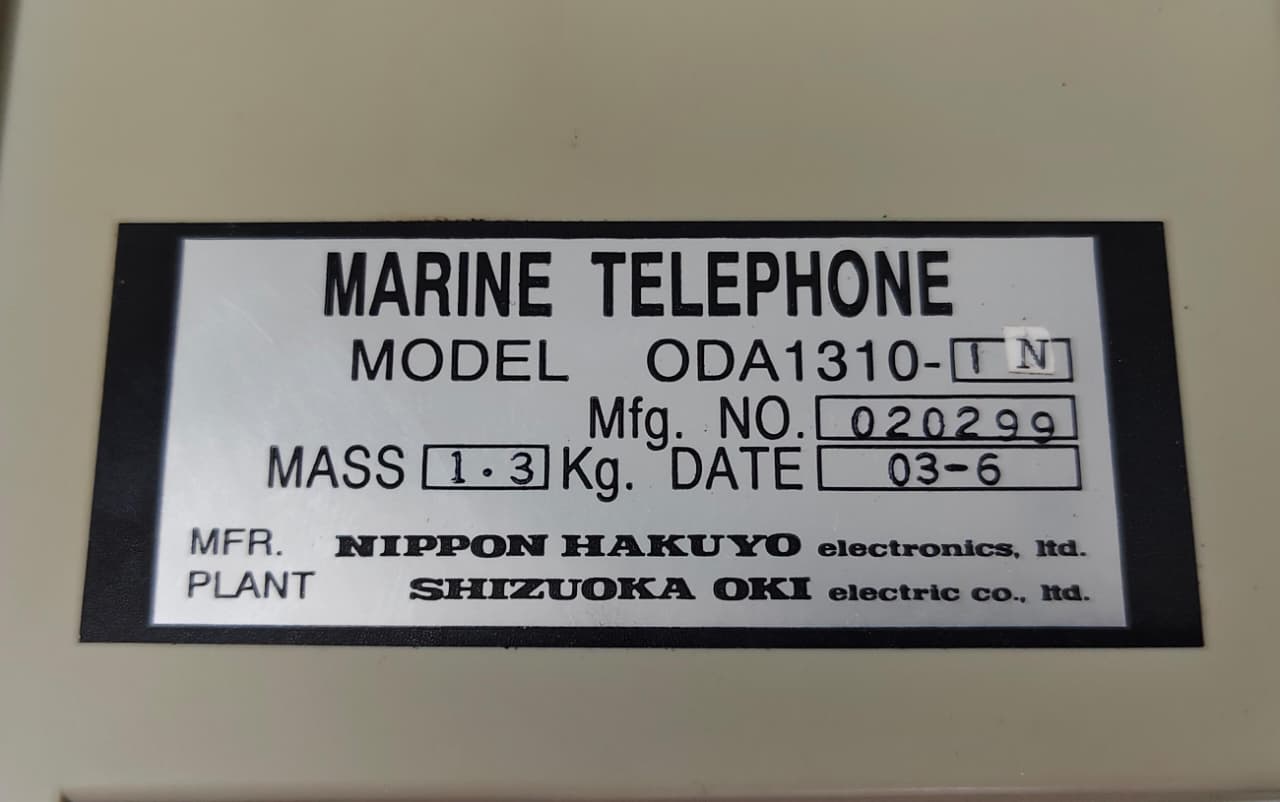 MARINE TELEPHONE
MODEL ODA1310-1 N
Mfg. NO. 020299
MASS 1.3 Kg. DATE 03-6
MFR. NIPPON HAKUYO electronics, ltd.
PLANT SHIZUOKA OKI electric co., ltd.